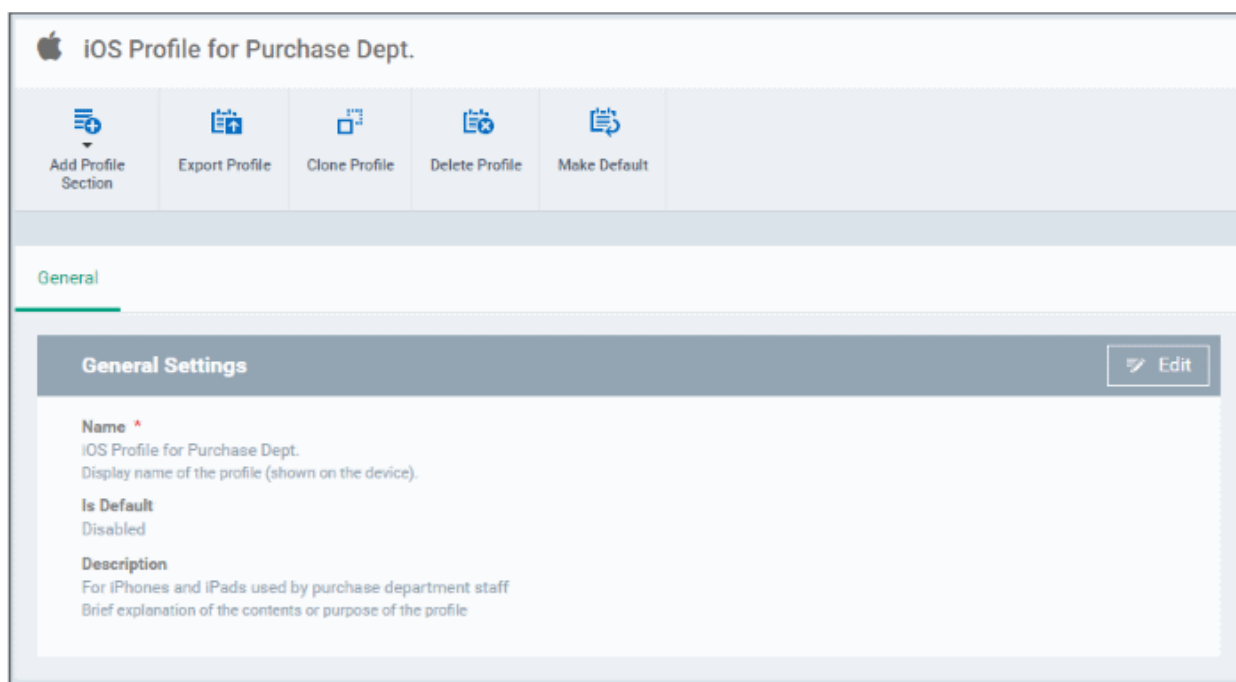 iOS Profile for Purchase Dept.
Add Profile
Section
Export Profile
Clone Profile
Delete Profile
Make Default
General
General Settings
Edit
Name *
iOS Profile for Purchase Dept.
Display name of the profile (shown on the device).
Is Default
Disabled
Description
For iPhones and iPads used by purchase department staff
Brief explanation of the contents or purpose of the profile